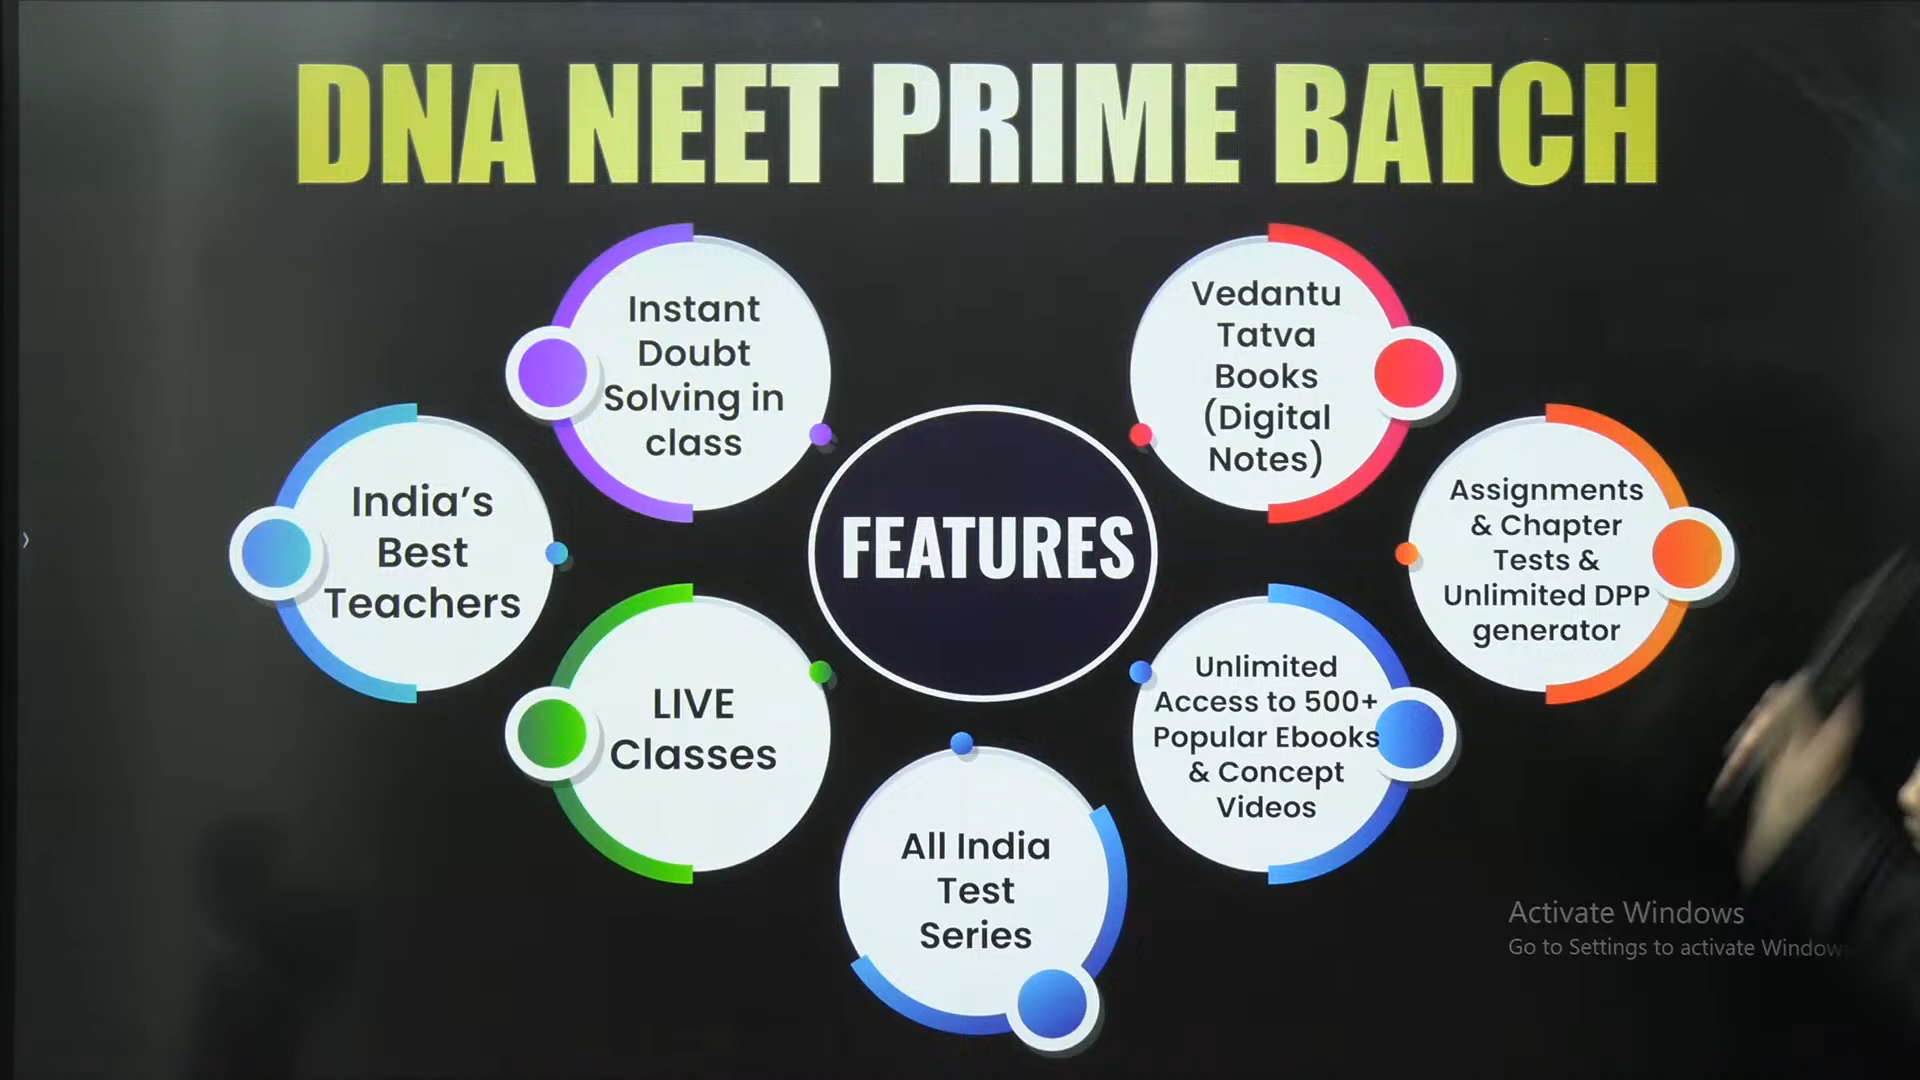 DNA NEET PRIME BATCH
Instant
Doubt
Solving in
class
Vedantu
Tatva
Books
(Digital
Notes)
India's
Best
Teachers
FEATURES
Assignments
& Chapter
Tests &
Unlimited DPP
generator
LIVE
Classes
Unlimited
Access to 500+
Popular Ebooks
& Concept
Videos
All India
Test
Series
Activate Windows
Go to Settings to activate Window